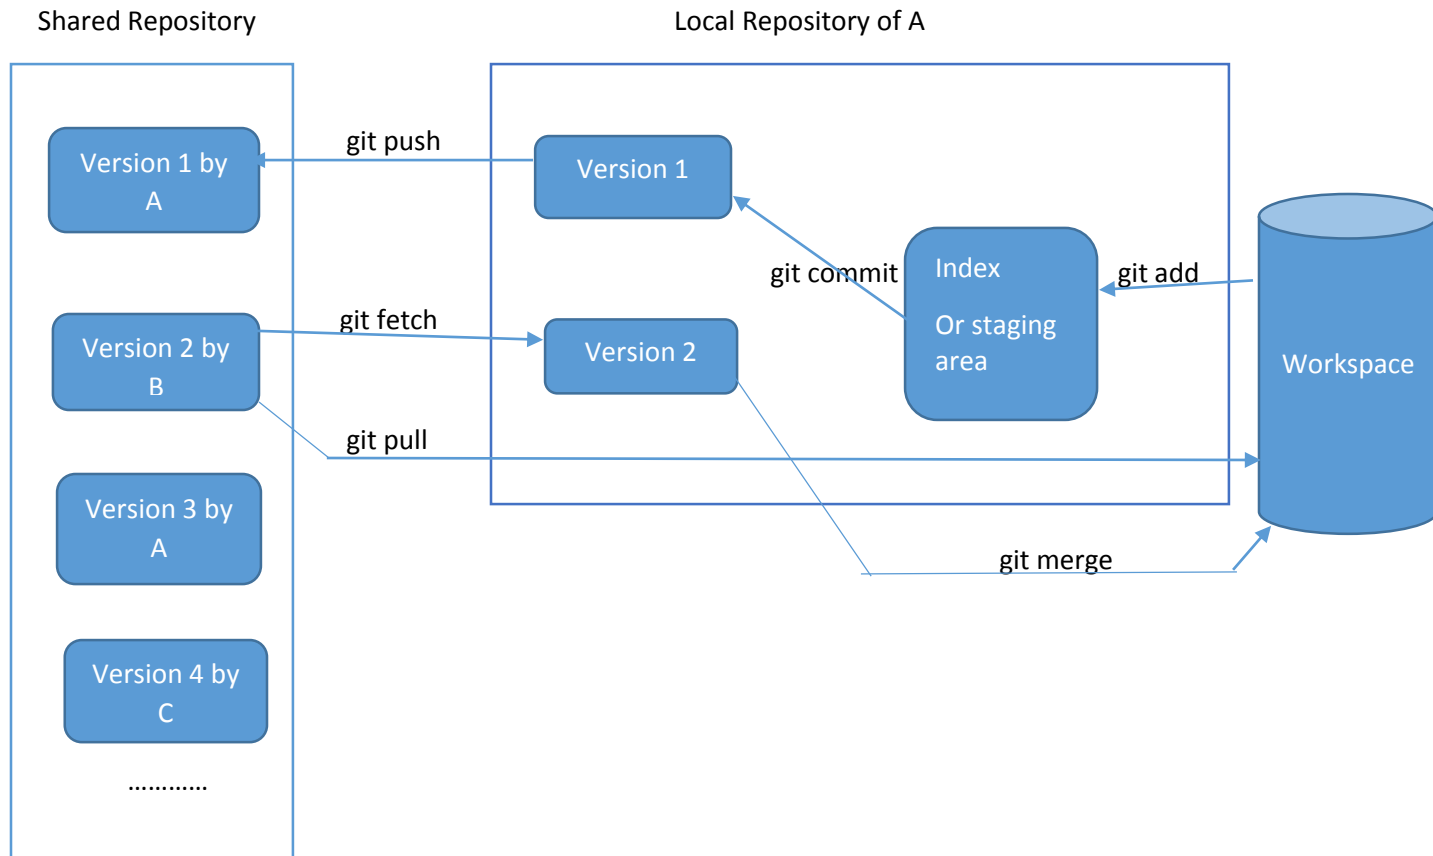 Shared Repository
Local Repository of A
Version 1 by
A
git push
Version 1
git commit
Index
Or staging
area
git add
Workspace
Version 2 by
B
git fetch
Version 2
git pull
git merge
Version 3 by
A
Version 4 by
C
............